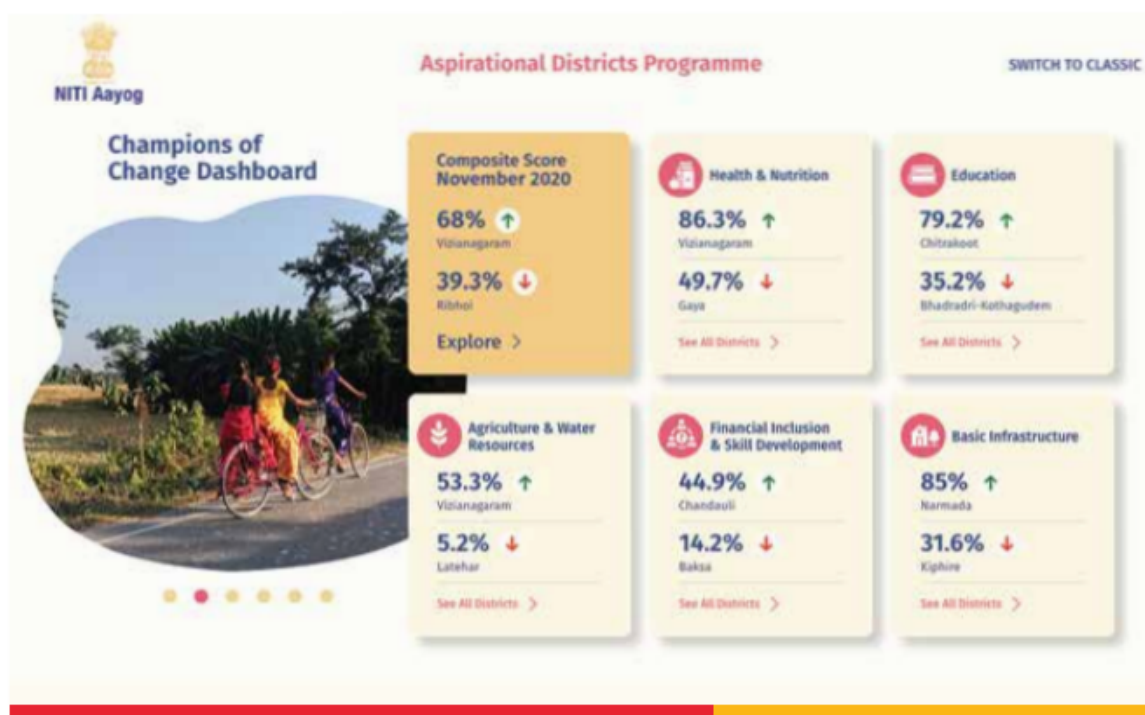 NITI Aayog
Aspirational Districts Programme
SWITCH TO CLASSIC
Champions of
Change Dashboard
Composite Score
November 2020
68%
Vizianagaram
39.3%
Ribhoi
Explore >
Health & Nutrition
86.3%
Vizianagaram
49.7%
Gaya
See All Districts >
Education
79.2%
Chitrakoot
35.2%
Bhadradri-Kothagudem
See All Districts >
Agriculture & Water
Resources
53.3%
Vizianagaram
5.2%
Latehar
See All Districts >
Financial Inclusion
& Skill Development
44.9%
Chandauli
14.2%
Baksa
See All Districts >
Basic Infrastructure
85%
Narmada
31.6%
Kiphire
See All Districts >